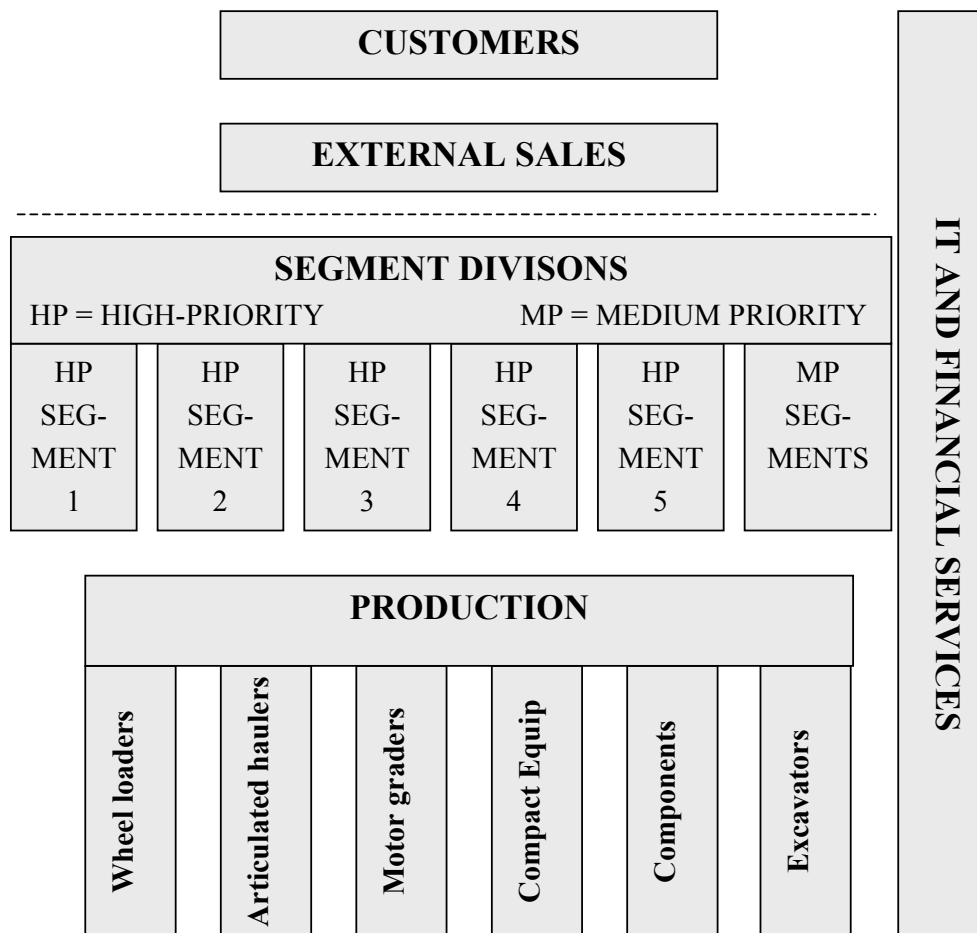 CUSTOMERS
EXTERNAL SALES
SEGMENT DIVISONS
HP = HIGH-PRIORITY MP = MEDIUM PRIORITY
HP
SEG-
MENT
1
HP
SEG-
MENT
2
HP
SEG-
MENT
3
HP
SEG-
MENT
4
HP
SEG-
MENT
5
MP
SEG-
MENTS
PRODUCTION
Wheel loaders
Articulated haulers
Motor graders
Compact Equip
Components
Excavators
IT AND FINANCIAL SERVICES